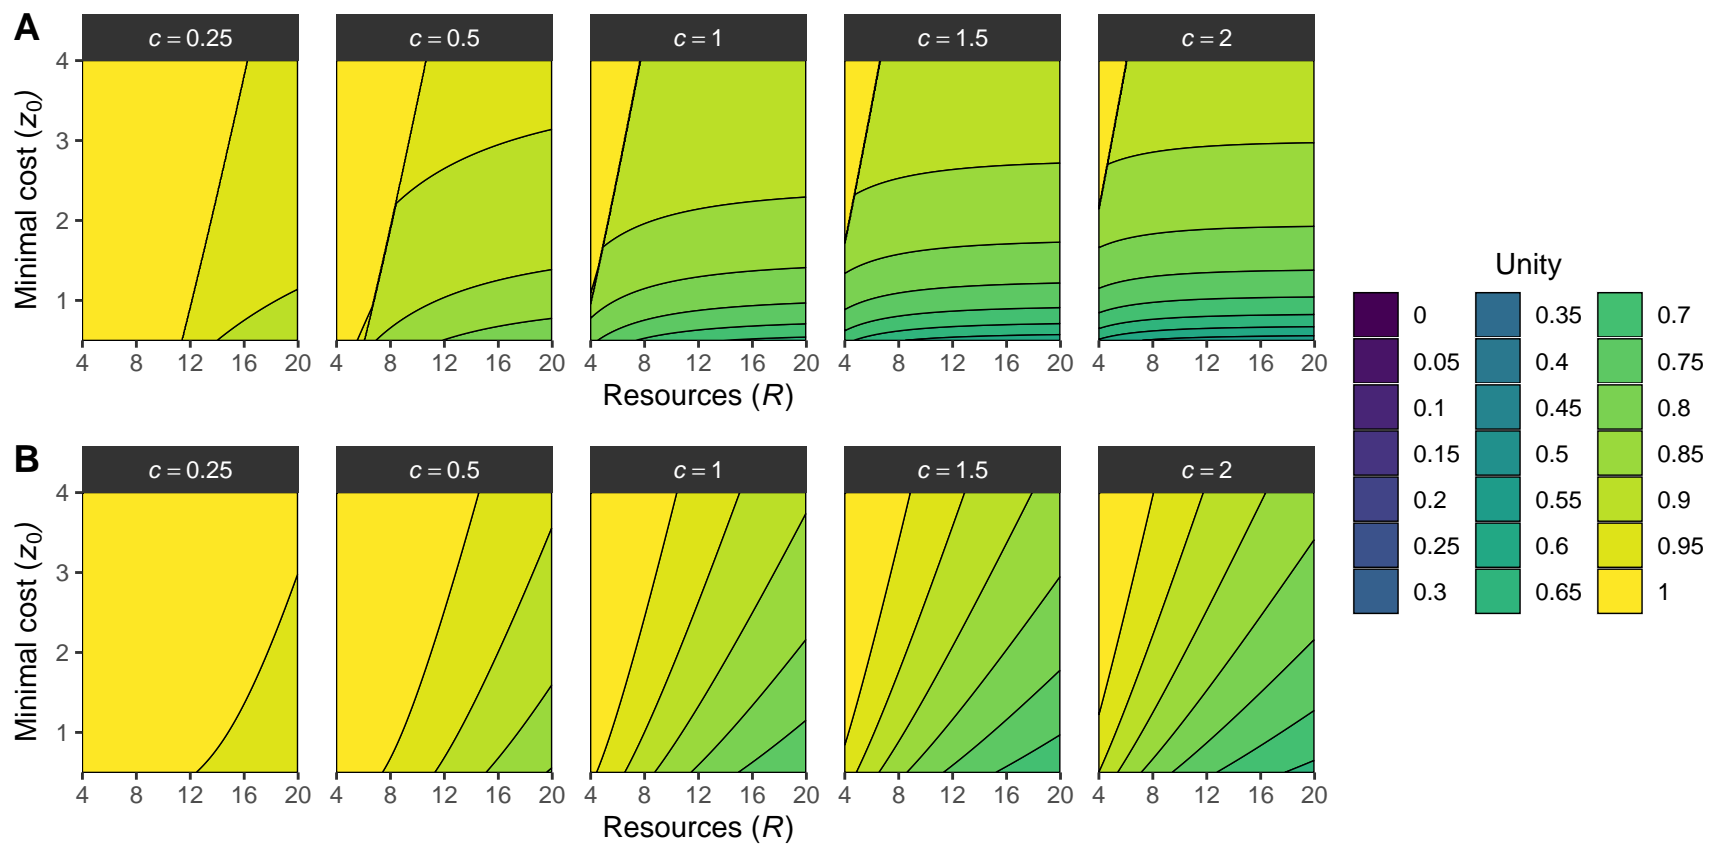 A
c = 0.25 c = 0.5 c = 1 c = 1.5 c = 2
Minimal cost (z0)
4
3
2
1
4 8 12 16 20 4 8 12 16 20 4 8 12 16 20 4 8 12 16 20 4 8 12 16 20
Resources (R)
B
c = 0.25 c = 0.5 c = 1 c = 1.5 c = 2
Minimal cost (z0)
4
3
2
1
4 8 12 16 20 4 8 12 16 20 4 8 12 16 20 4 8 12 16 20 4 8 12 16 20
Resources (R)
Unity
0 0.35 0.7
0.05 0.4 0.75
0.1 0.45 0.8
0.15 0.5 0.85
0.2 0.55 0.9
0.25 0.6 0.95
0.3 0.65 1